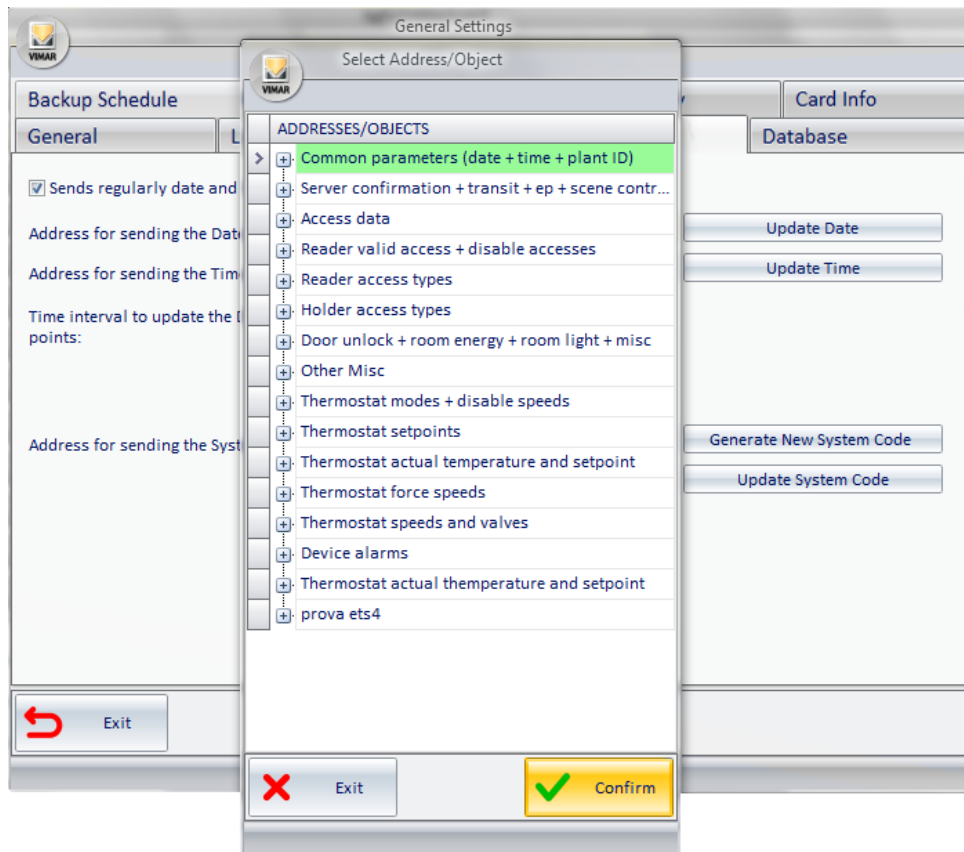 General Settings
VIMAR
Select Address/Object
VIMAR
Backup Schedule
Card Info
General
L
Database
ADDRESSES/OBJECTS
Common parameters (date + time + plant ID)
Server confirmation + transit + ep + scene contr...
Access data
Reader valid access + disable accesses
Reader access types
Holder access types
Door unlock + room energy + room light + misc
Other Misc
Thermostat modes + disable speeds
Thermostat setpoints
Thermostat actual temperature and setpoint
Thermostat force speeds
Thermostat speeds and valves
Device alarms
Thermostat actual themperature and setpoint
prova ets4
Sends regularly date and
Address for sending the Date
Update Date
Address for sending the Tim
Update Time
Time interval to update the
points:
Address for sending the Syst
Generate New System Code
Update System Code
Exit
Exit
Confirm